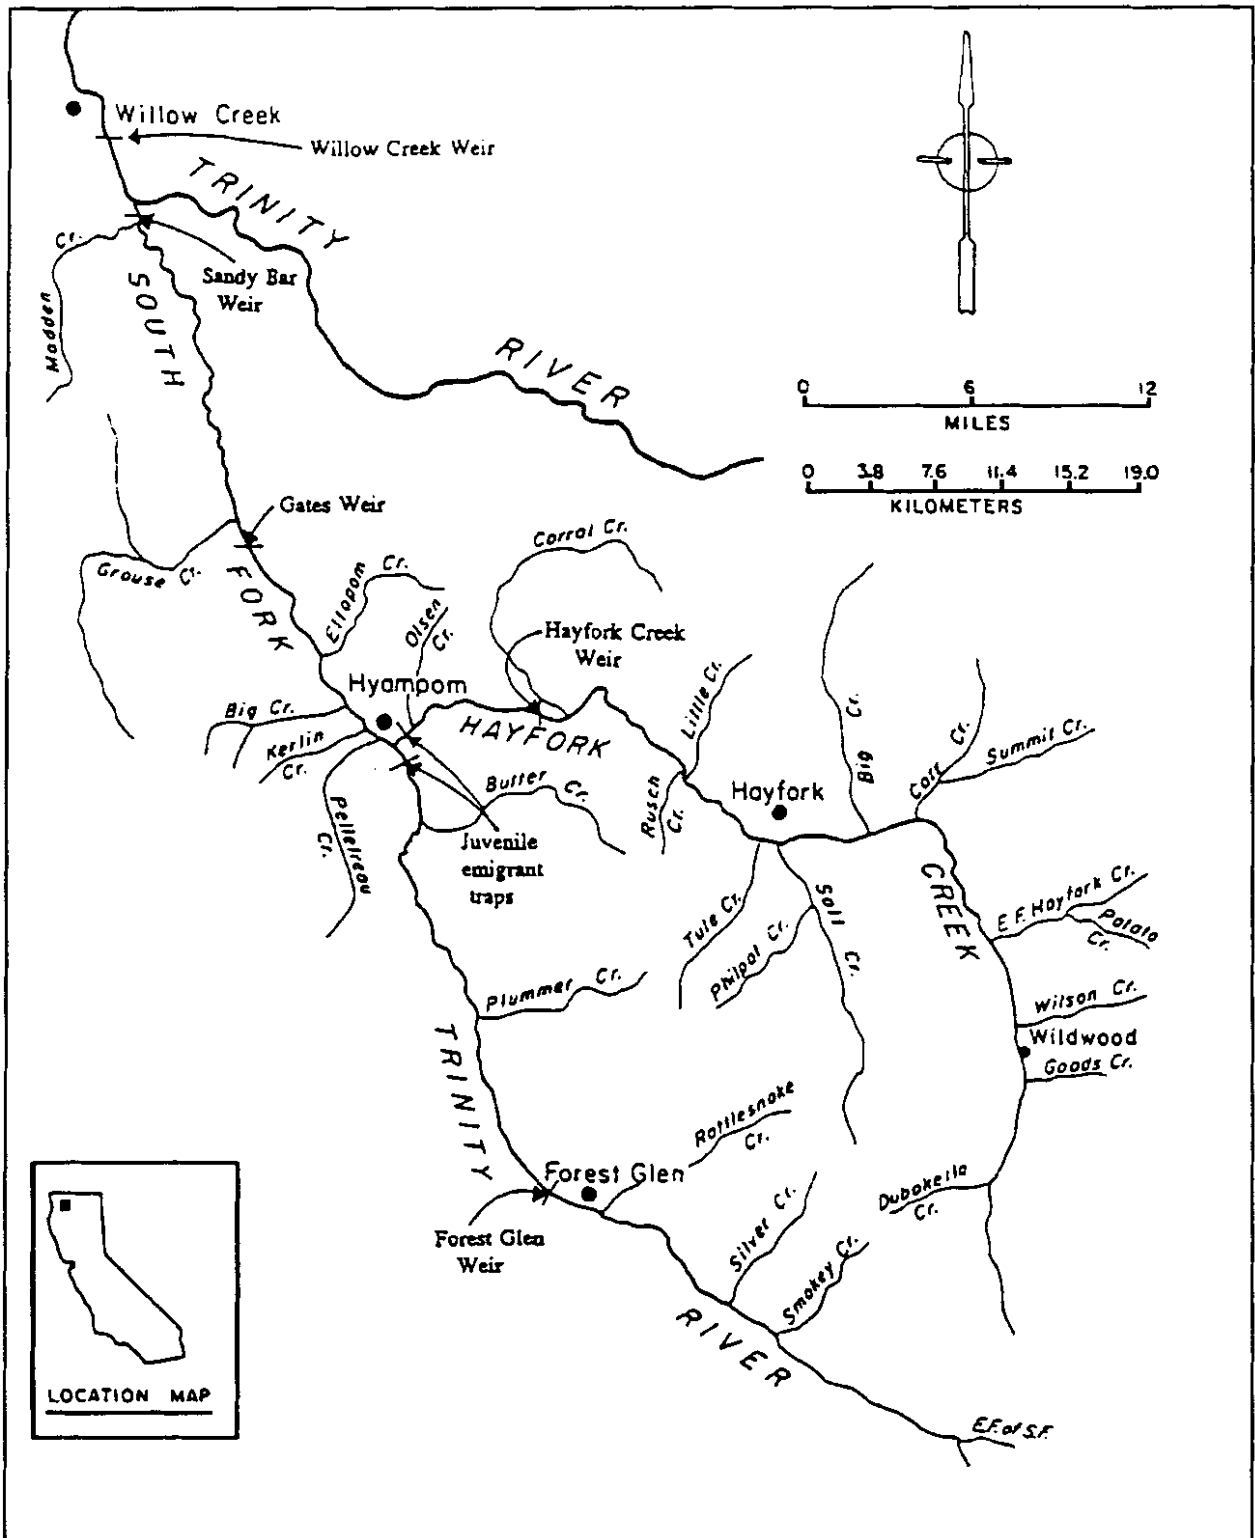 Willow Creek
Willow Creek Weir
TRINITY
RIVER
Cr.
Madden
Sandy Bar
Weir
SOUTH
FORK
TRINITY
RIVER
0 6 12
MILES
0 3.8 7.6 11.4 15.2 19.0
KILOMETERS
Gates Weir
Grouse Cr.
Corral Cr.
Eltapom Cr.
Olsen
Cr.
Hayfork Creek
Weir
Hyampom
HAYFORK
CREEK
Big Cr.
Kerlin
Cr.
Pelletreau
Cr.
Butter
Cr.
Juvenile
emigrant
traps
Little Cr.
Rusch
Cr.
Hayfork
Big Cr.
Carr Cr.
Summit Cr.
Tule Cr.
Philpot Cr.
Salt Cr.
E.F. Hayfork Cr.
Potato
Cr.
Wilson Cr.
Wildwood
Goods Cr.
Plummer Cr.
Rattlesnake
Cr.
Forest Glen
Forest Glen
Weir
Silver Cr.
Smokey Cr.
Dubakella
Cr.
E.F. of S.F.
LOCATION MAP